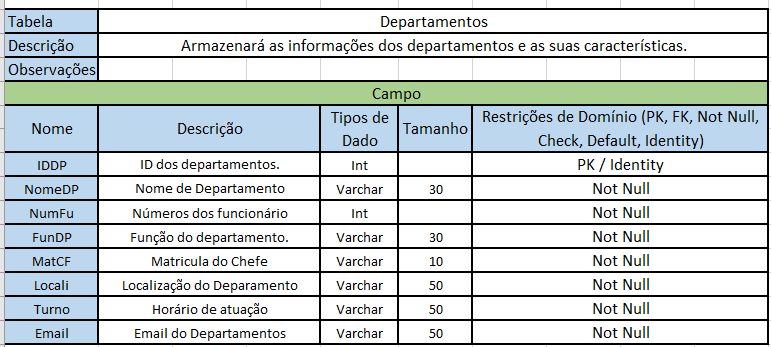 Tabela Departamentos
Descrição Armazenará as informações dos departamentos e as suas características.
Observações
Campo
Nome Descrição Tipos de Dado Tamanho Restrições de Domínio (PK, FK, Not Null, Check, Default, Identity)
IDDP ID dos departamentos. Int PK / Identity
NomeDP Nome de Departamento Varchar 30 Not Null
NumFu Números dos funcionário Int Not Null
FunDP Função do departamento. Varchar 30 Not Null
MatCF Matricula do Chefe Varchar 10 Not Null
Locali Localização do Deparamento Varchar 50 Not Null
Turno Horário de atuação Varchar 50 Not Null
Email Email do Departamentos Varchar 50 Not Null